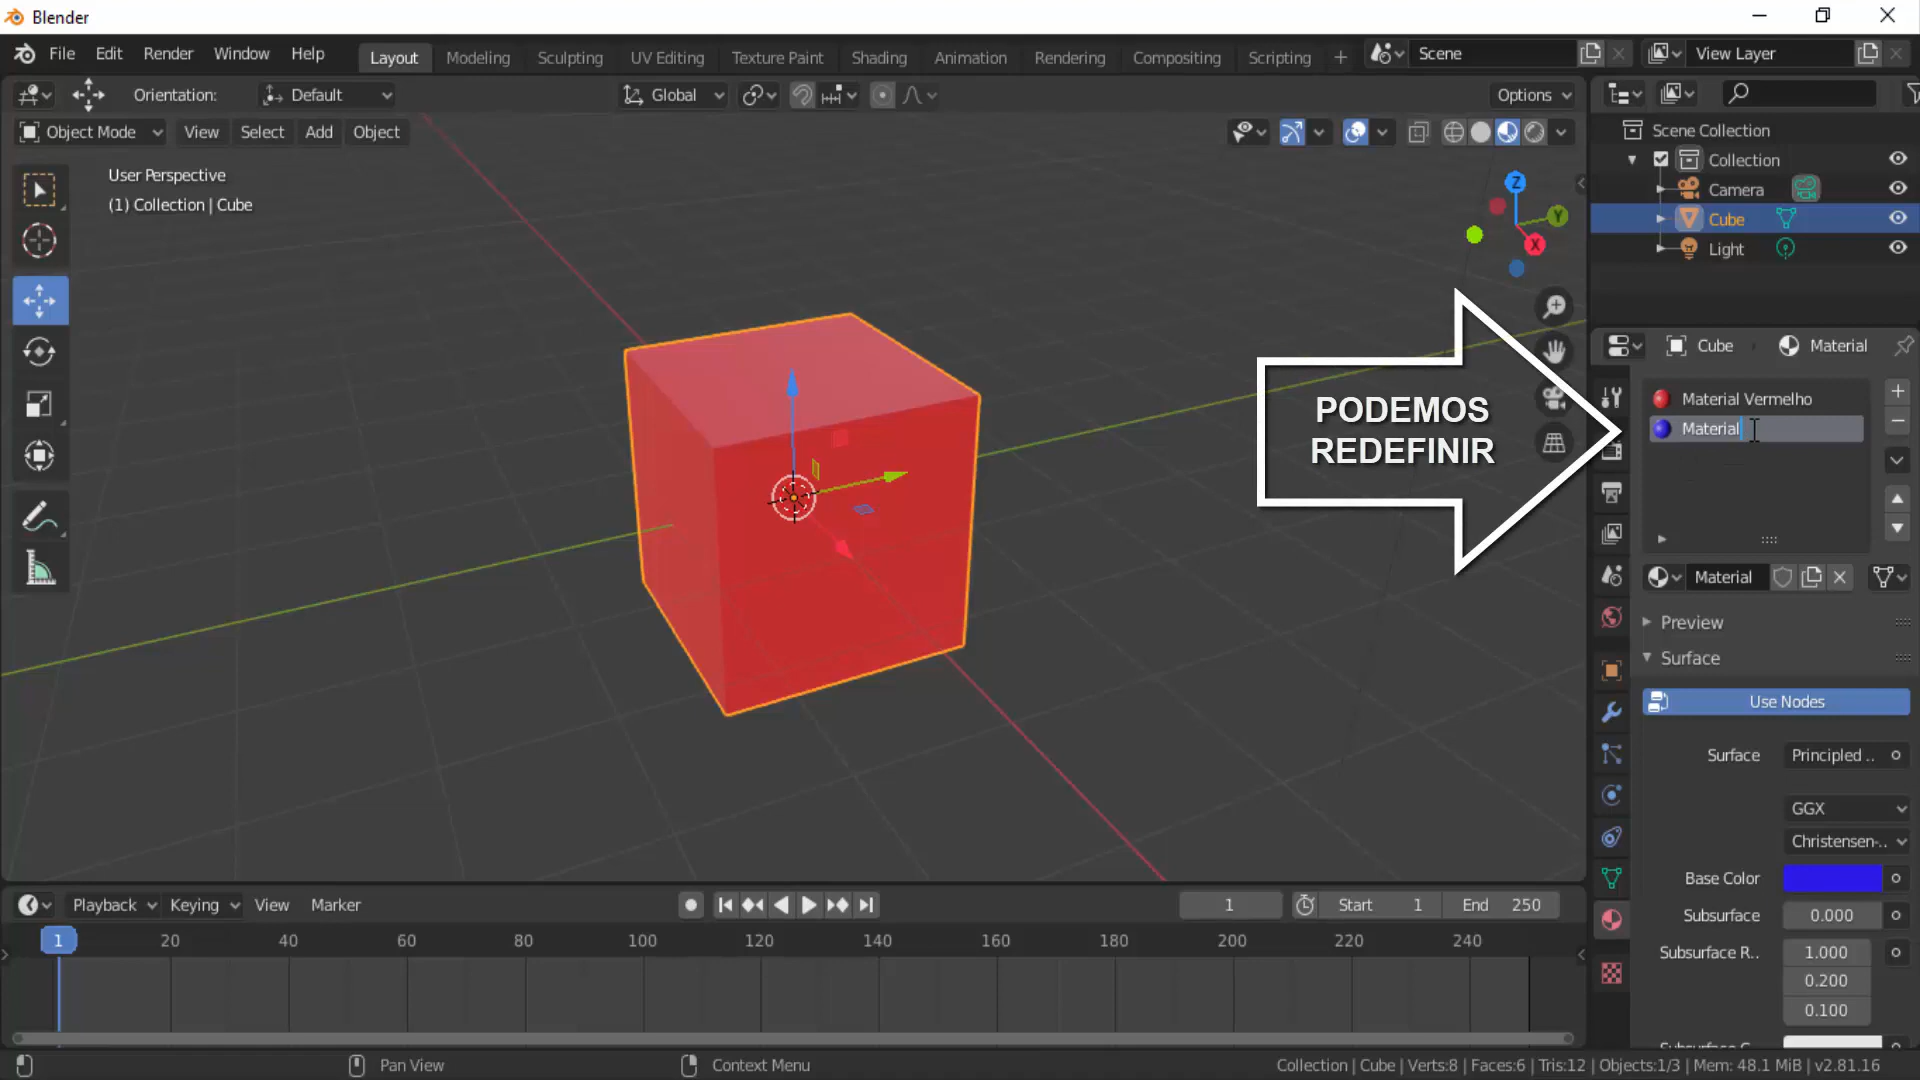 Blender
File Edit Render Window Help Layout Modeling Sculpting UV Editing Texture Paint Shading Animation Rendering Compositing Scripting + Scene View Layer
Orientation: Default Global Options
Object Mode View Select Add Object
User Perspective
(1) Collection | Cube
Z
Y
X
Scene Collection
Collection
Camera
Cube
Light
Cube Material
Material Vermelho
Material
PODEMOS
REDEFINIR
Material
Preview
Surface
Use Nodes
Surface Principled ..
GGX
Christensen-..
Base Color
Subsurface 0.000
Subsurface R.. 1.000
0.200
0.100
Playback Keying View Marker 1 Start 1 End 250
1 20 40 60 80 100 120 140 160 180 200 220 240
Pan View Context Menu Collection | Cube | Verts:8 | Faces:6 | Tris:12 | Objects:1/3 | Mem: 48.1 MiB | v2.81.16